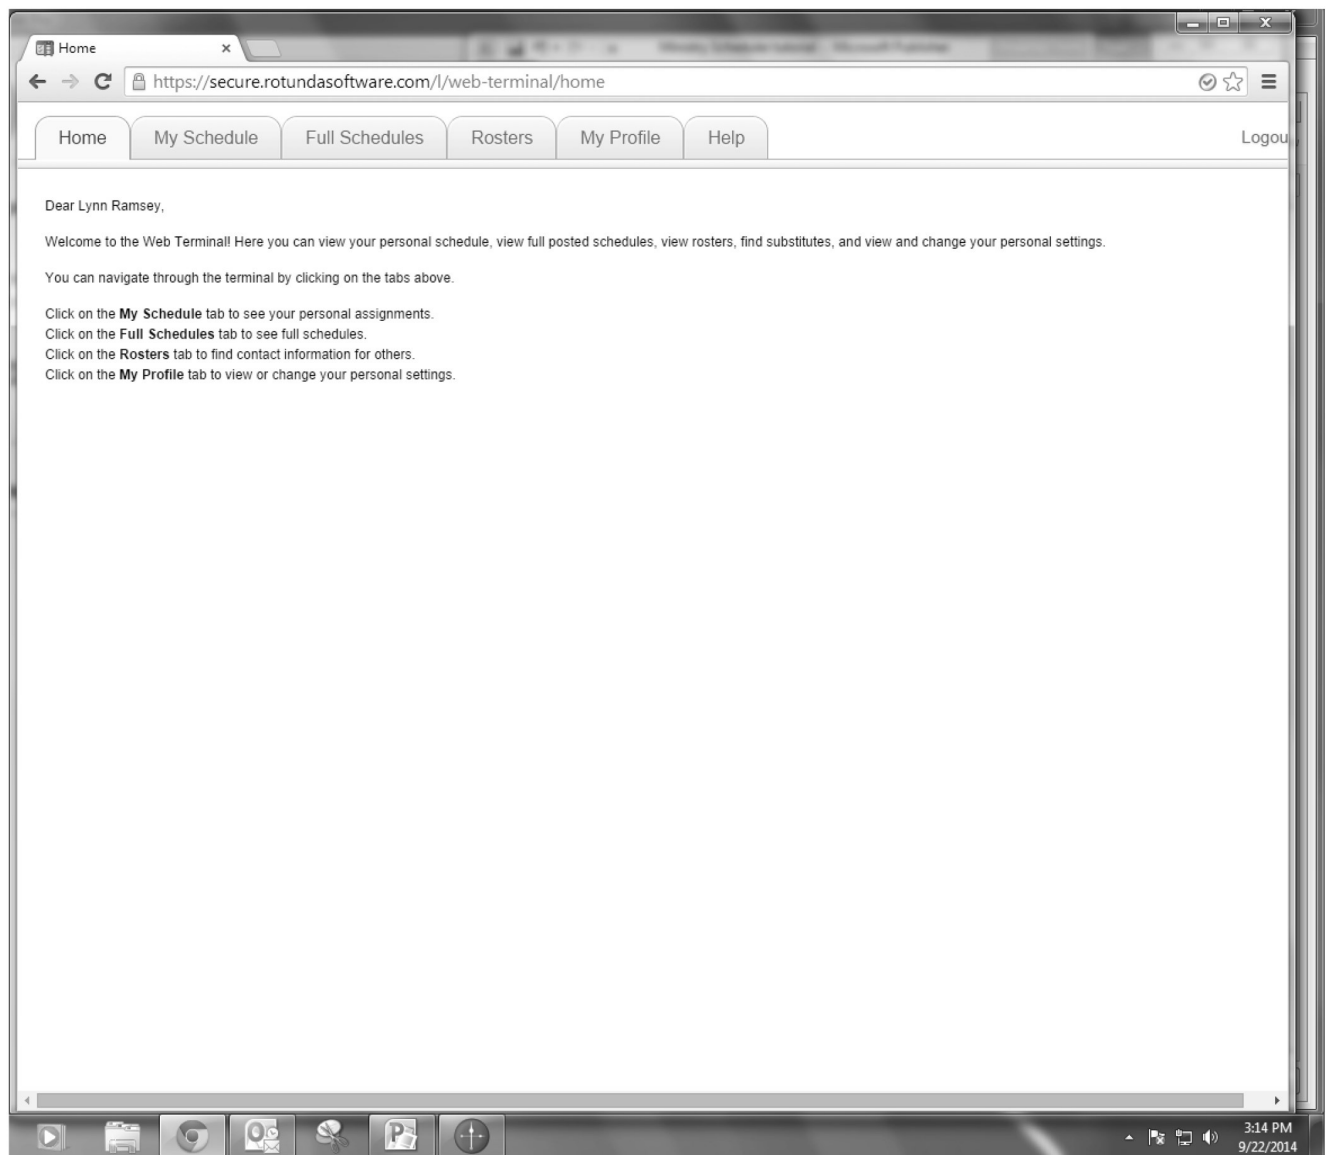 Ministry Schedule tutorial - Microsoft Publisher
Home
https://secure.rotundasoftware.com/l/web-terminal/home
Home My Schedule Full Schedules Rosters My Profile Help Logou
Dear Lynn Ramsey,
Welcome to the Web Terminal! Here you can view your personal schedule, view full posted schedules, view rosters, find substitutes, and view and change your personal settings.
You can navigate through the terminal by clicking on the tabs above.
Click on the My Schedule tab to see your personal assignments.
Click on the Full Schedules tab to see full schedules.
Click on the Rosters tab to find contact information for others.
Click on the My Profile tab to view or change your personal settings.
3:14 PM
9/22/2014